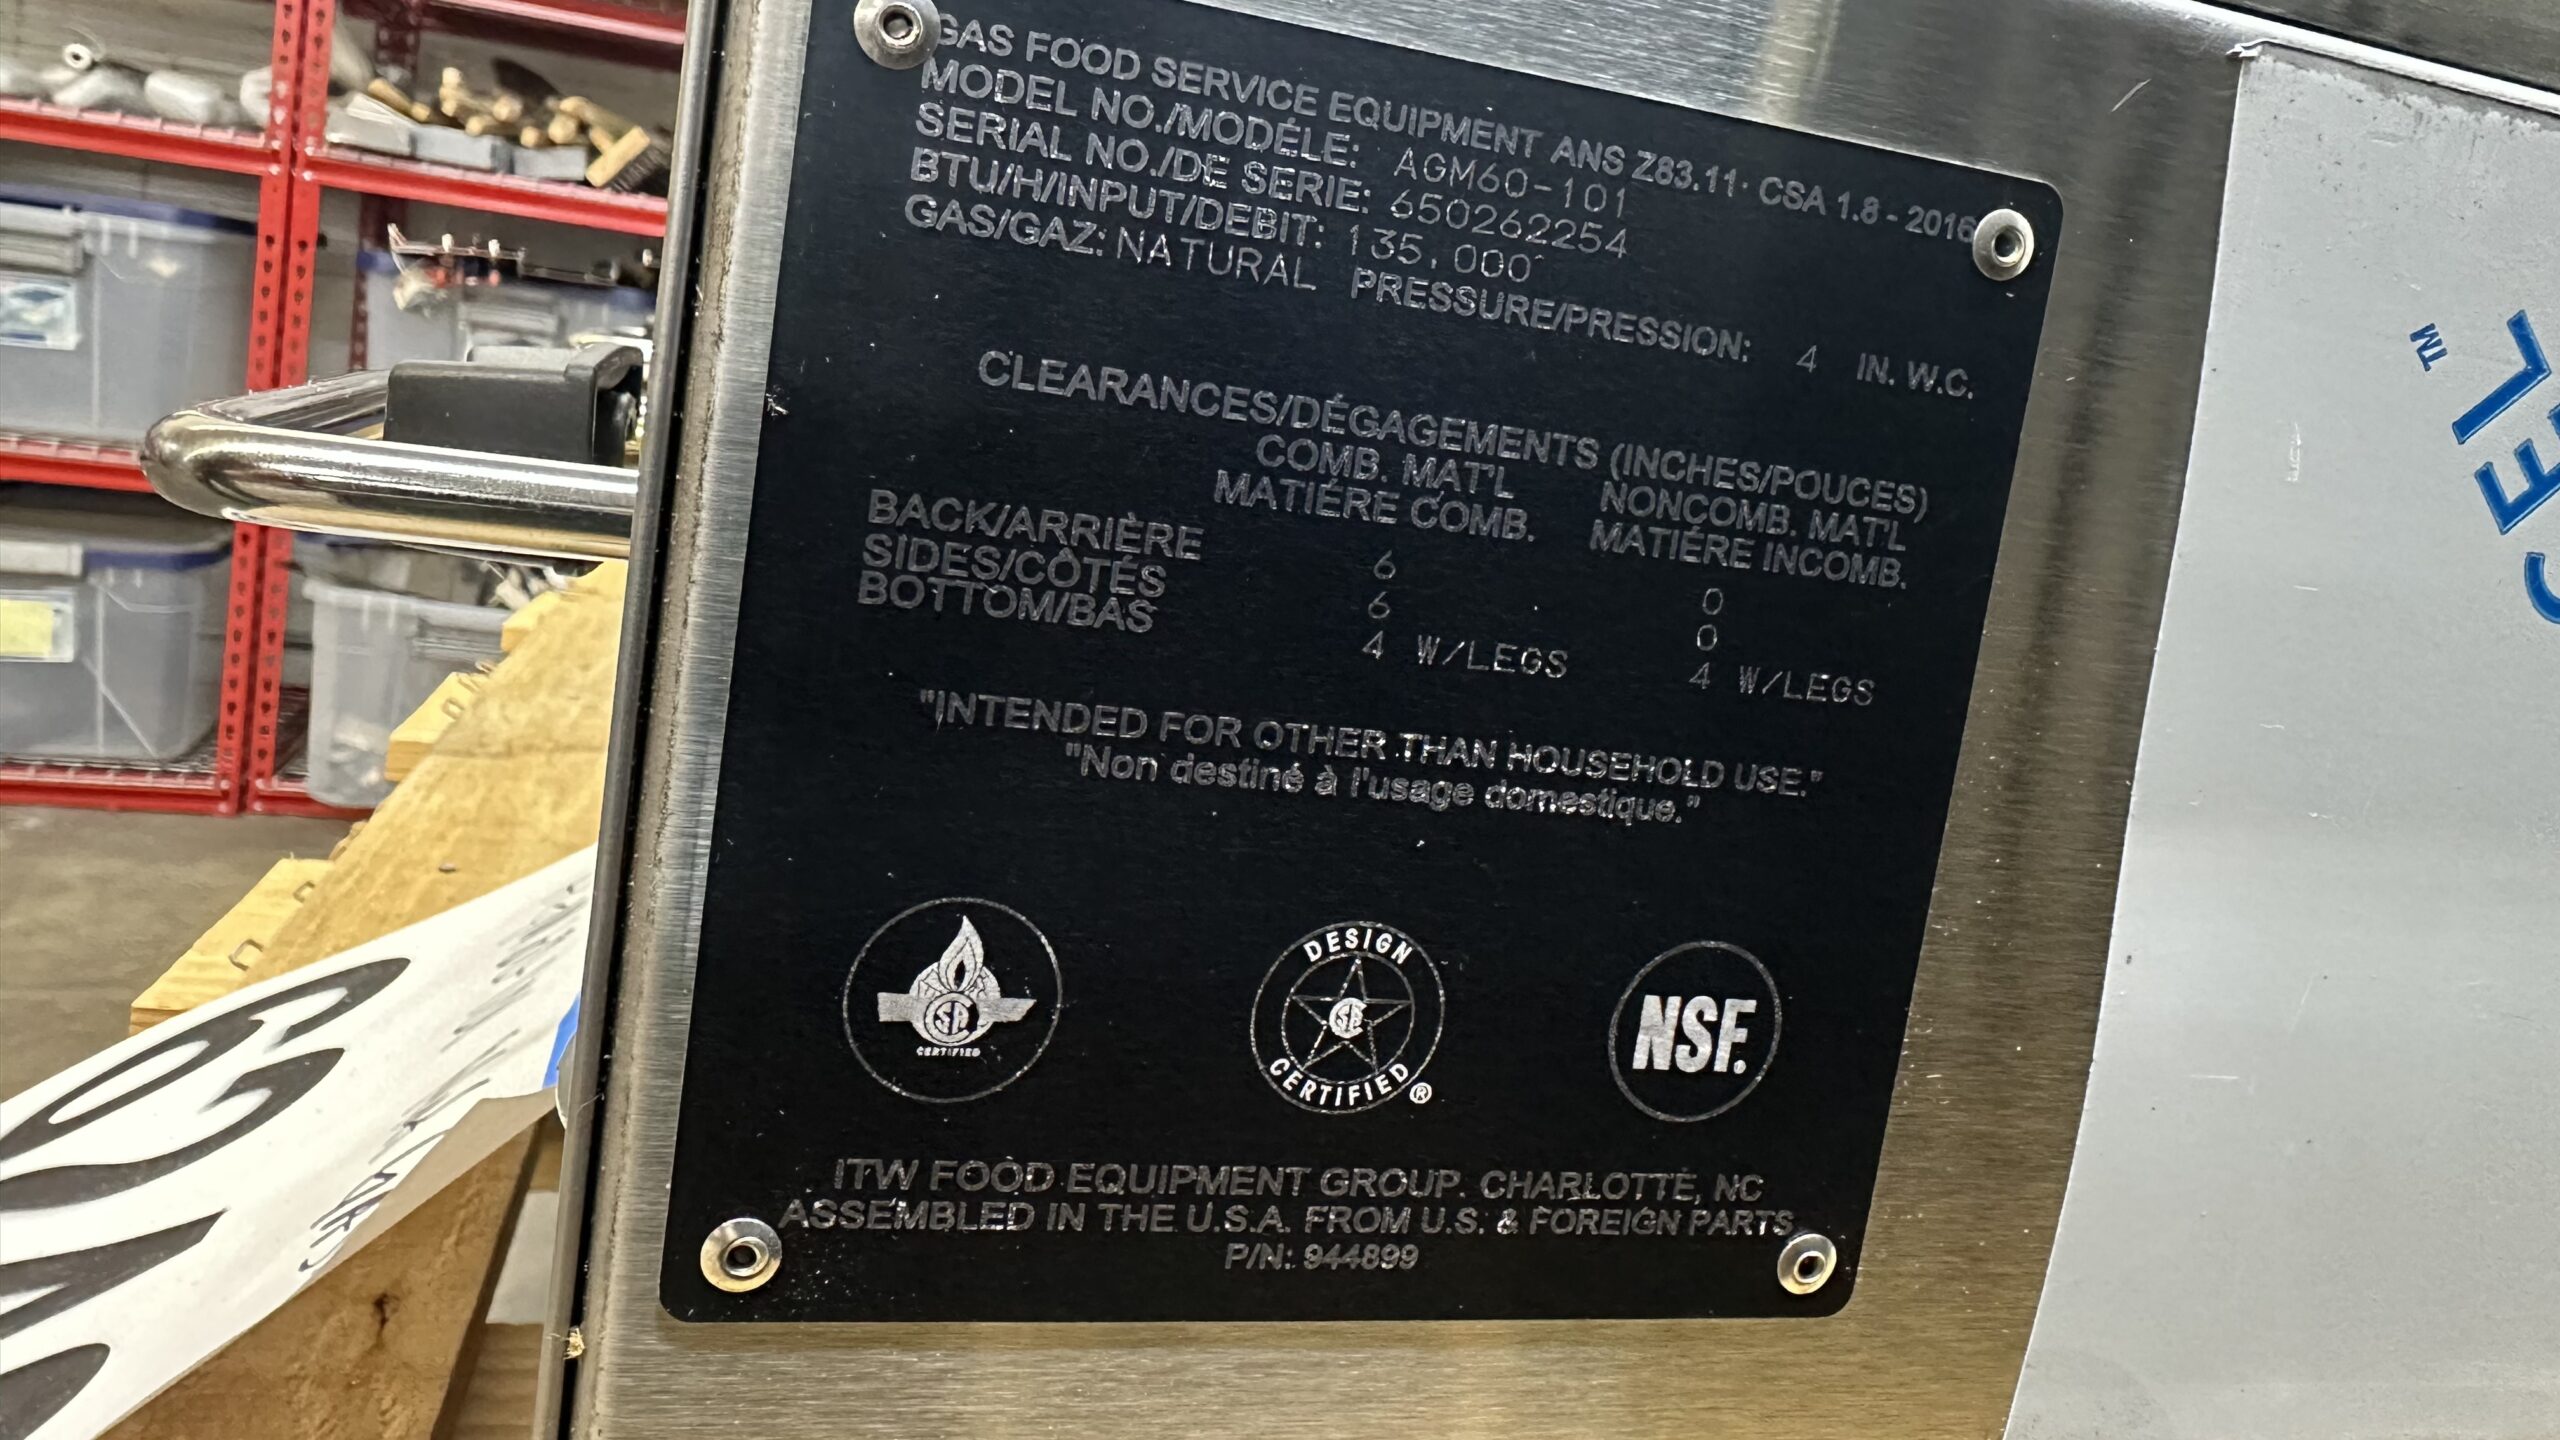 GAS FOOD SERVICE EQUIPMENT ANS Z83.11· CSA 1.8 - 2016
MODEL NO./MODÉLE: AGM60-101
SERIAL NO./DE SERIE: 650262254
BTU/H/INPUT/DEBIT: 135,000
GAS/GAZ: NATURAL PRESSURE/PRESSION: 4 IN. W.C.
CLEARANCES/DÉGAGEMENTS (INCHES/POUCES)
COMB. MAT'L NONCOMB. MAT'L
MATIÉRE COMB. MATIÉRE INCOMB.
BACK/ARRIÈRE 6 0
SIDES/CÔTÉS 6 0
BOTTOM/BAS 4 W/LEGS 4 W/LEGS
"INTENDED FOR OTHER THAN HOUSEHOLD USE."
"Non destiné à l'usage domestique."
CSA CERTIFIED
DESIGN CSA CERTIFIED ®
NSF.
ITW FOOD EQUIPMENT GROUP. CHARLOTTE, NC
ASSEMBLED IN THE U.S.A. FROM U.S. & FOREIGN PARTS
P/N: 944899
CEL™